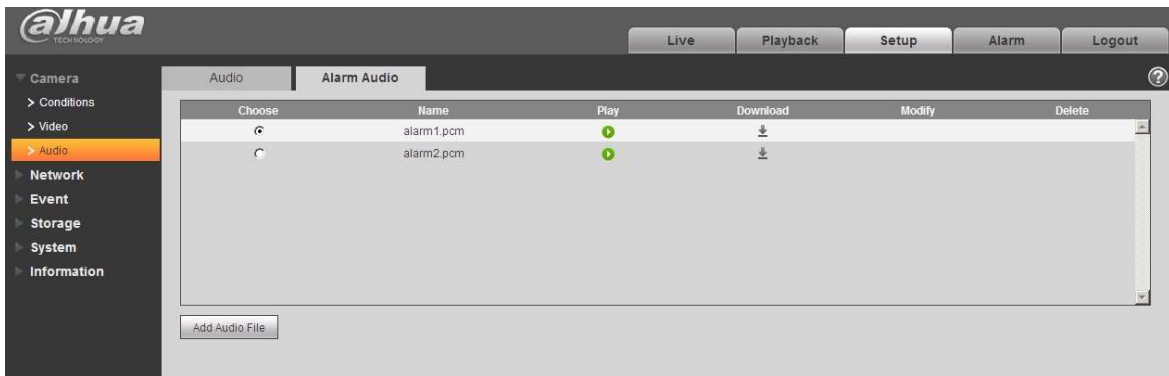 alhua
TECHNOLOGY
Live Playback Setup Alarm Logout
Camera
> Conditions
> Video
> Audio
Network
Event
Storage
System
Information
Audio Alarm Audio
?
Choose Name Play Download Modify Delete
alarm1.pcm
alarm2.pcm
Add Audio File